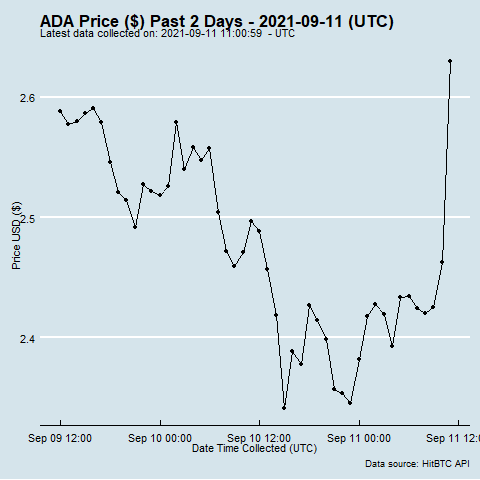 ADA Price ($) Past 2 Days - 2021-09-11 (UTC)
Latest data collected on: 2021-09-11 11:00:59 - UTC
2.6
2.5
2.4
Price USD ($)
Sep 09 12:00 Sep 10 00:00 Sep 10 12:00 Sep 11 00:00 Sep 11 12:0
Date Time Collected (UTC)
Data source: HitBTC API